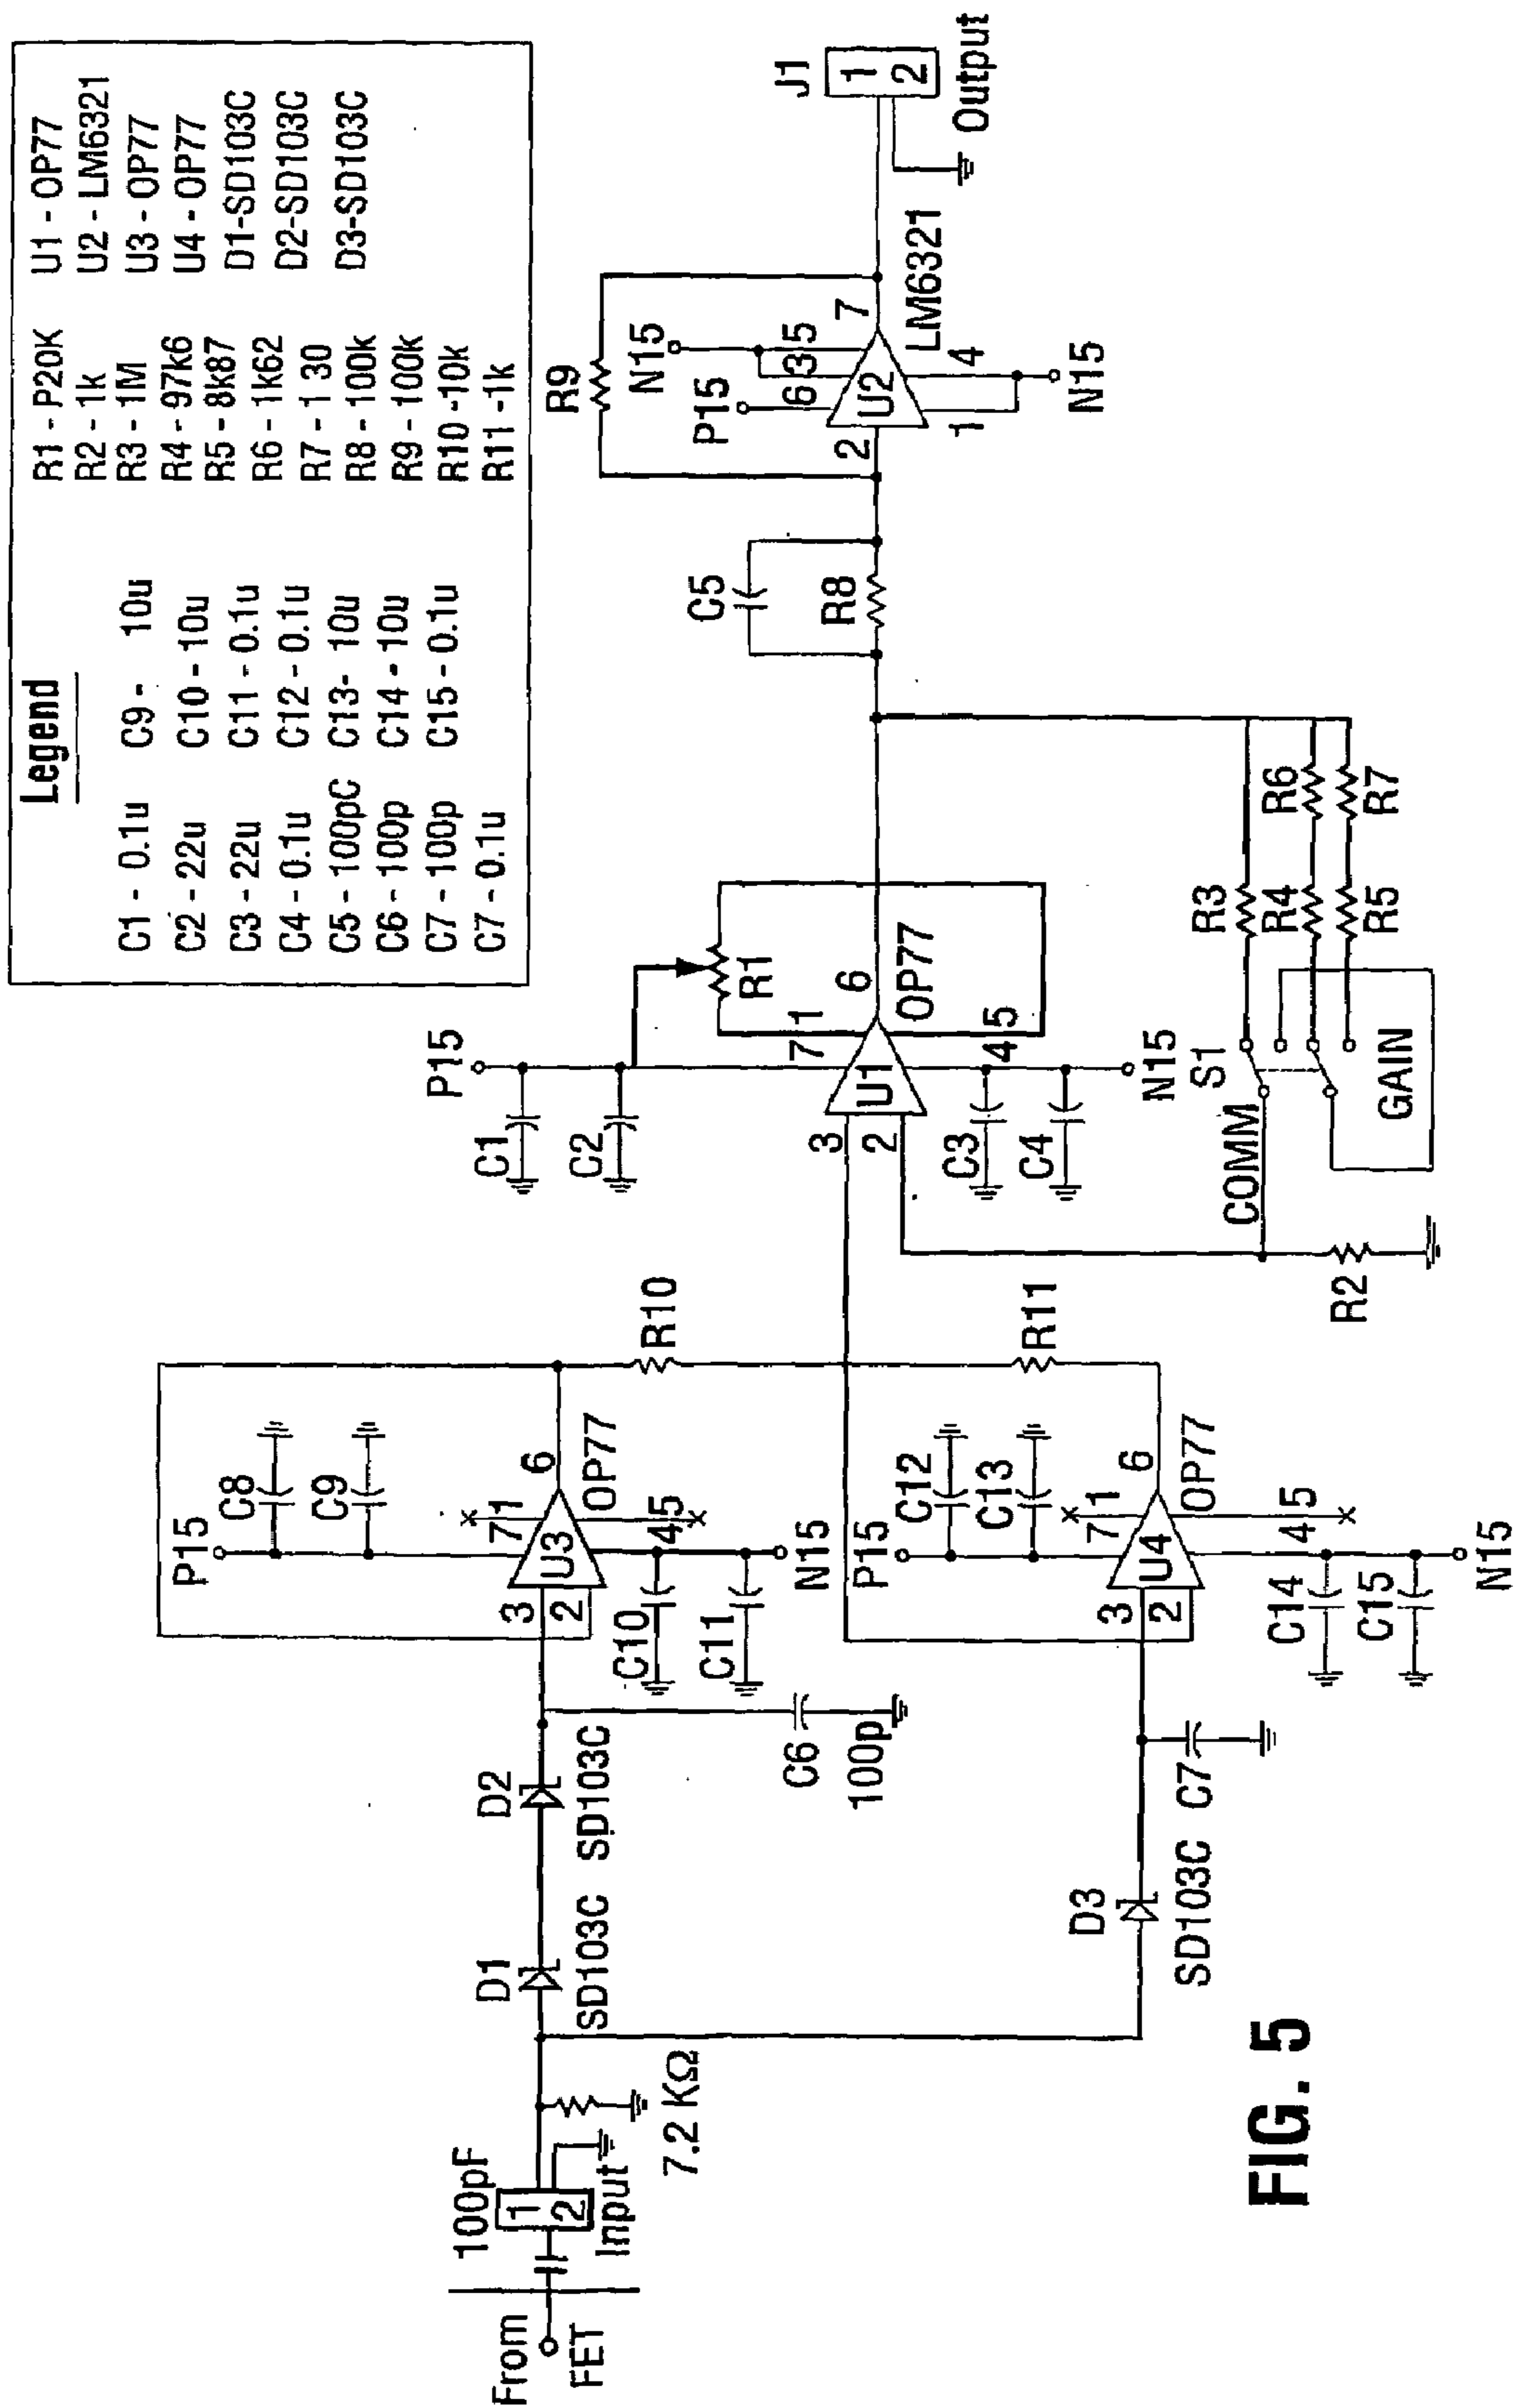 Legend
C1 - 0.1u C9 - 10u R1 - P20K U1 - OP77
C2 - 22u C10 - 10u R2 - 1k U2 - LM6321
C3 - 22u C11 - 0.1u R3 - 1M U3 - OP77
C4 - 0.1u C12 - 0.1u R4 - 97k6 U4 - OP77
C5 - 100pC C13- 10u R5 - 8k87 D1-SD103C
C6 - 100p C14 - 10u R6 - 1k62 D2-SD103C
C7 - 100p C15 - 0.1u R7 - 1 30 D3-SD103C
C7 - 0.1u R8 - 100k
R9 - 100k
R10 -10k
R11 -1k
From
FET
100pF
1
2
Input
7.2 KΩ
D1
SD103C
D2
SD103C
C6
100p
D3
SD103C
C7
P15
C8
C9
3
2
U3
7
1
6
4
5
OP77
C10
C11
N15
R10
R11
P15
C12
C13
3
2
U4
7
1
6
4
5
OP77
C14
C15
N15
P15
C1
C2
3
2
U1
7
1
6
4
5
R1
OP77
C3
C4
N15
R2
COMM
S1
GAIN
R3
R4
R6
R5
R7
C5
R8
R9
P15
N15
2
6
3
5
7
U2
1
4
LM6321
N15
J1
1
2
Output
FIG. 5